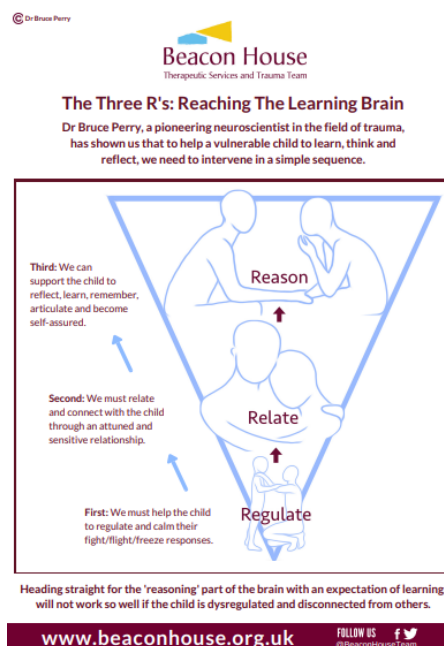 © Dr Bruce Perry
Beacon House
Therapeutic Services and Trauma Team
The Three R's: Reaching The Learning Brain
Dr Bruce Perry, a pioneering neuroscientist in the field of trauma,
has shown us that to help a vulnerable child to learn, think and
reflect, we need to intervene in a simple sequence.
Third: We can
support the child to
reflect, learn, remember,
articulate and become
self-assured.
Reason
Second: We must relate
and connect with the child
through an attuned and
sensitive relationship.
Relate
First: We must help the child
to regulate and calm their
fight/flight/freeze responses.
Regulate
Heading straight for the 'reasoning' part of the brain with an expectation of learning
will not work so well if the child is dysregulated and disconnected from others.
www.beaconhouse.org.uk
FOLLOW US
@BeaconHouseTeam